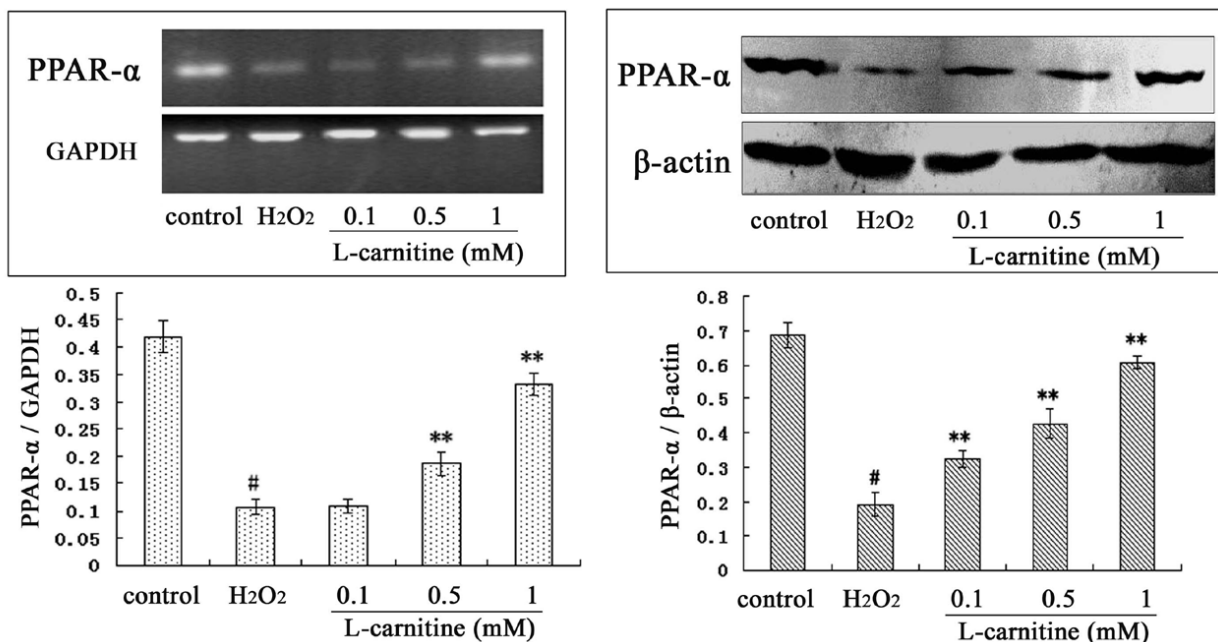 PPAR-α
GAPDH
control H2O2 0.1 0.5 1
L-carnitine (mM)
PPAR-α
β-actin
control H2O2 0.1 0.5 1
L-carnitine (mM)
PPAR-α / GAPDH
0.5
0.45
0.4
0.35
0.3
0.25
0.2
0.15
0.1
0.05
0
#
**
**
control H2O2 0.1 0.5 1
L-carnitine (mM)
PPAR-α / β-actin
0.8
0.7
0.6
0.5
0.4
0.3
0.2
0.1
0
#
**
**
**
control H2O2 0.1 0.5 1
L-carnitine (mM)